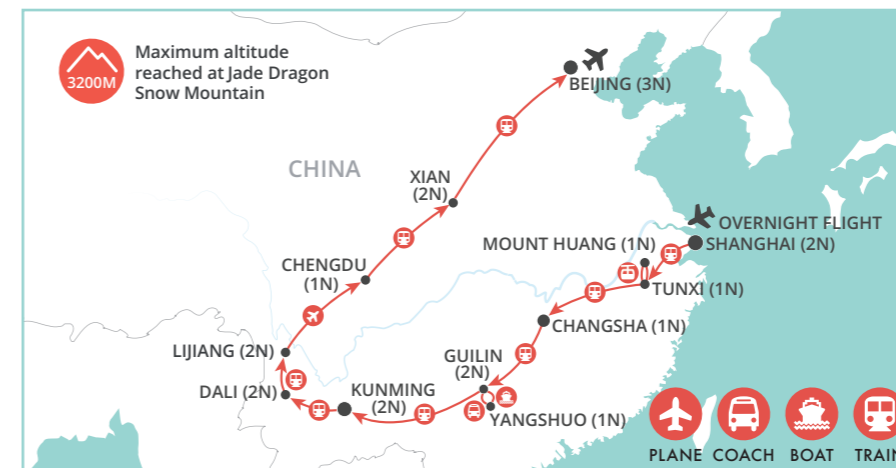 Maximum altitude
reached at Jade Dragon
Snow Mountain
3200M
BEIJING (3N)
CHINA
XIAN
(2N)
OVERNIGHT FLIGHT
SHANGHAI (2N)
MOUNT HUANG (1N)
CHENGDU
(1N)
TUNXI (1N)
CHANGSHA (1N)
LIJIANG (2N)
GUILIN
(2N)
DALI (2N)
KUNMING
(2N)
YANGSHUO (1N)
PLANE COACH BOAT TRAIN